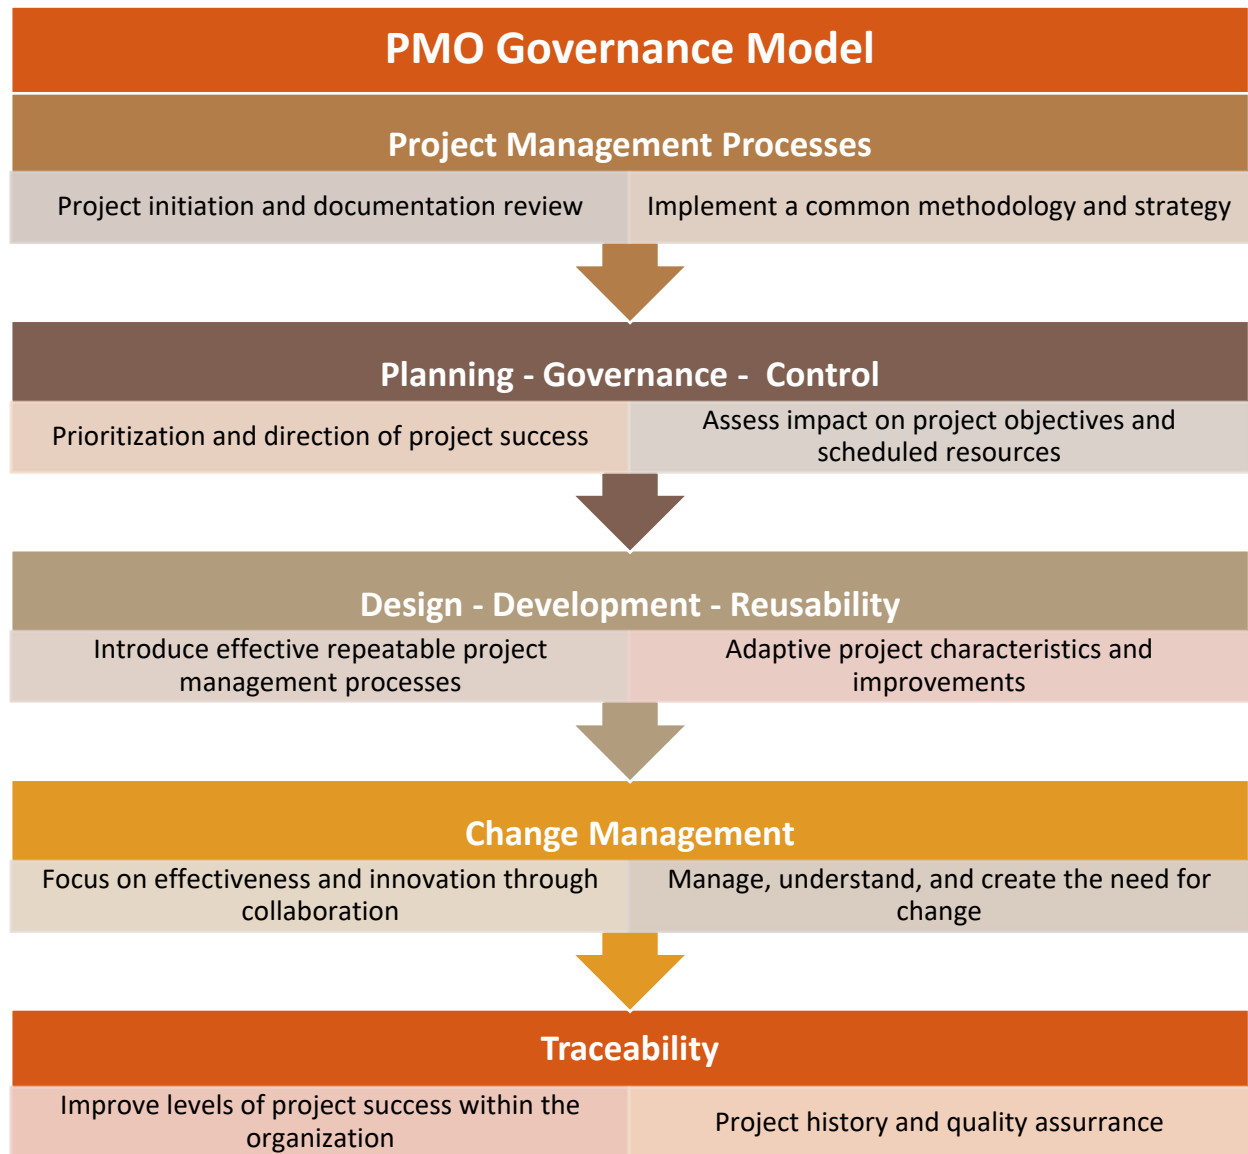 PMO Governance Model
Project Management Processes
Project initiation and documentation review
Implement a common methodology and strategy
Planning - Governance -  Control
Prioritization and direction of project success
Assess impact on project objectives and
scheduled resources
Design - Development - Reusability
Introduce effective repeatable project
management processes
Adaptive project characteristics and
improvements
Change Management
Focus on effectiveness and innovation through
collaboration
Manage, understand, and create the need for
change
Traceability
Improve levels of project success within the
organization
Project history and quality assurrance